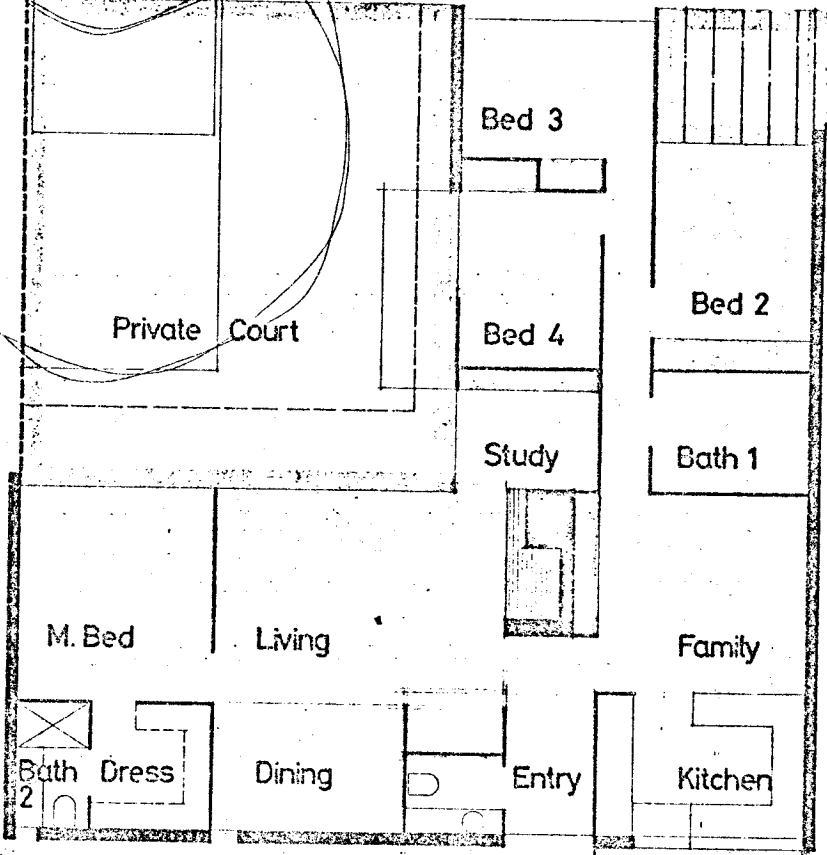 Bed 3
Bed 2
Private Court
Bed 4
Study
Bath 1
M. Bed
Living
Family
Bath 2
Dress
Dining
Entry
Kitchen